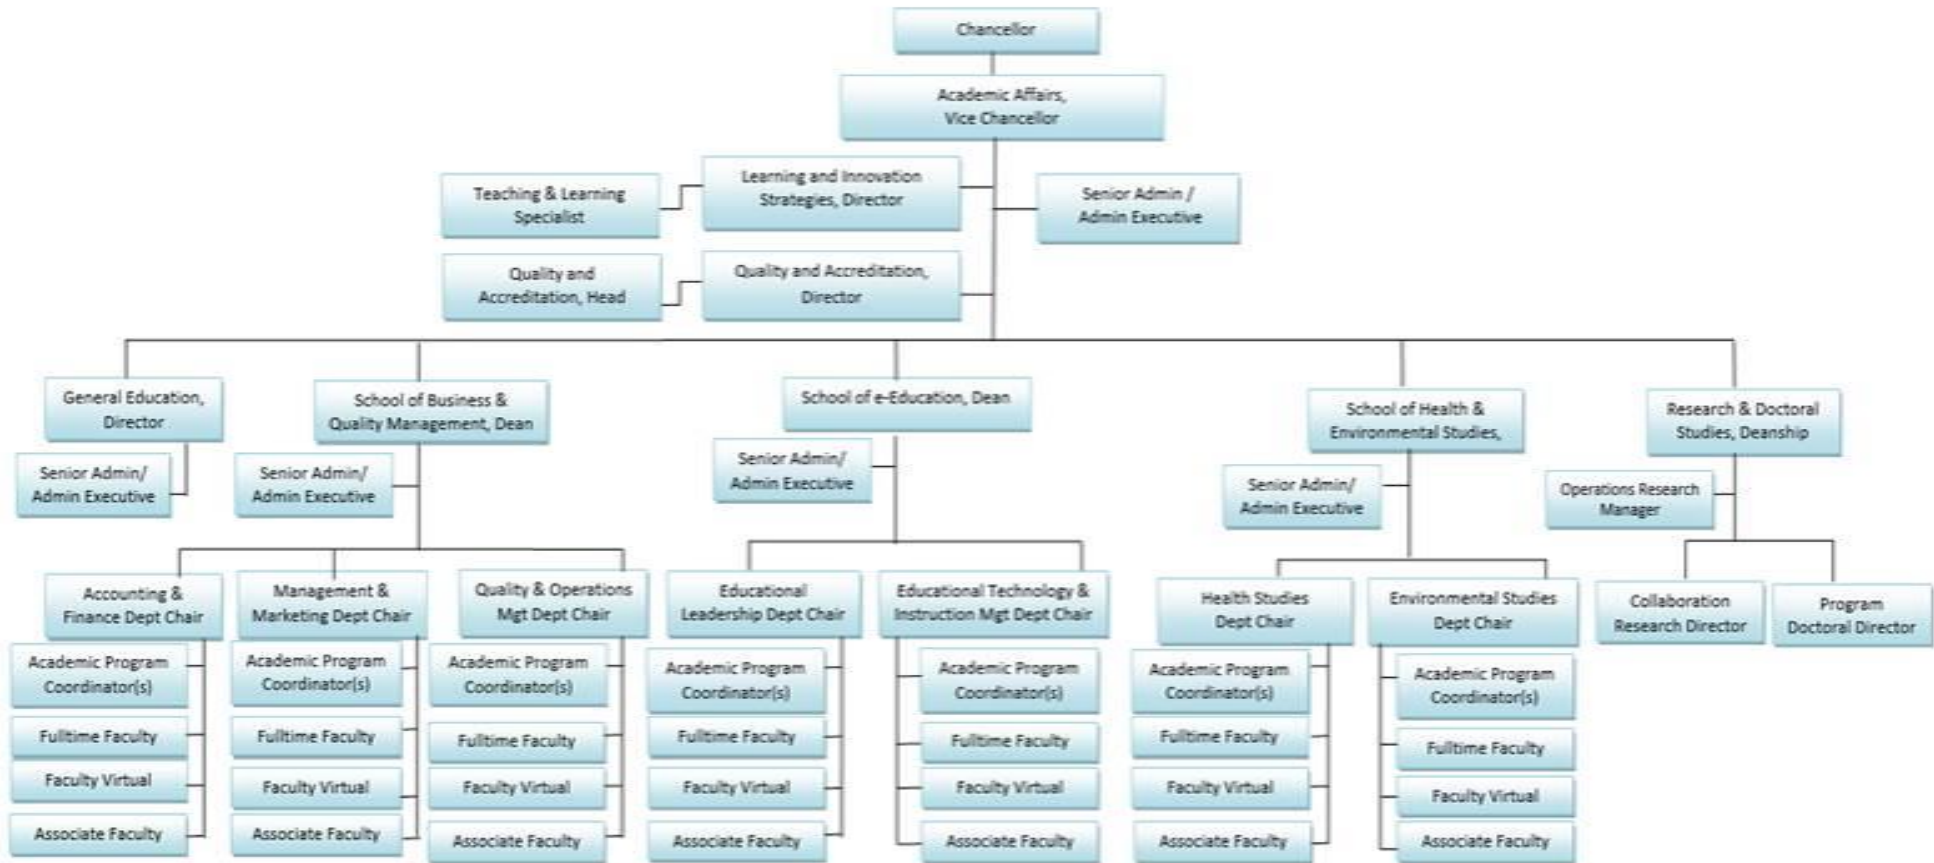 Chancellor
Academic Affairs,
Vice Chancellor
Teaching & Learning
Specialist
Learning and Innovation
Strategies, Director
Senior Admin /
Admin Executive
Quality and
Accreditation, Head
Quality and Accreditation,
Director
General Education,
Director
School of Business &
Quality Management, Dean
School of e-Education, Dean
School of Health &
Environmental Studies,
Research & Doctoral
Studies, Deanship
Senior Admin/
Admin Executive
Senior Admin/
Admin Executive
Senior Admin/
Admin Executive
Senior Admin/
Admin Executive
Operations Research
Manager
Accounting &
Finance Dept Chair
Management &
Marketing Dept Chair
Quality & Operations
Mgt Dept Chair
Educational
Leadership Dept Chair
Educational Technology &
Instruction Mgt Dept Chair
Health Studies
Dept Chair
Environmental Studies
Dept Chair
Collaboration
Research Director
Program
Doctoral Director
Academic Program
Coordinator(s)
Fulltime Faculty
Faculty Virtual
Associate Faculty
Academic Program
Coordinator(s)
Fulltime Faculty
Faculty Virtual
Associate Faculty
Academic Program
Coordinator(s)
Fulltime Faculty
Faculty Virtual
Associate Faculty
Academic Program
Coordinator(s)
Fulltime Faculty
Faculty Virtual
Associate Faculty
Academic Program
Coordinator(s)
Fulltime Faculty
Faculty Virtual
Associate Faculty
Academic Program
Coordinator(s)
Fulltime Faculty
Faculty Virtual
Associate Faculty
Academic Program
Coordinator(s)
Fulltime Faculty
Faculty Virtual
Associate Faculty